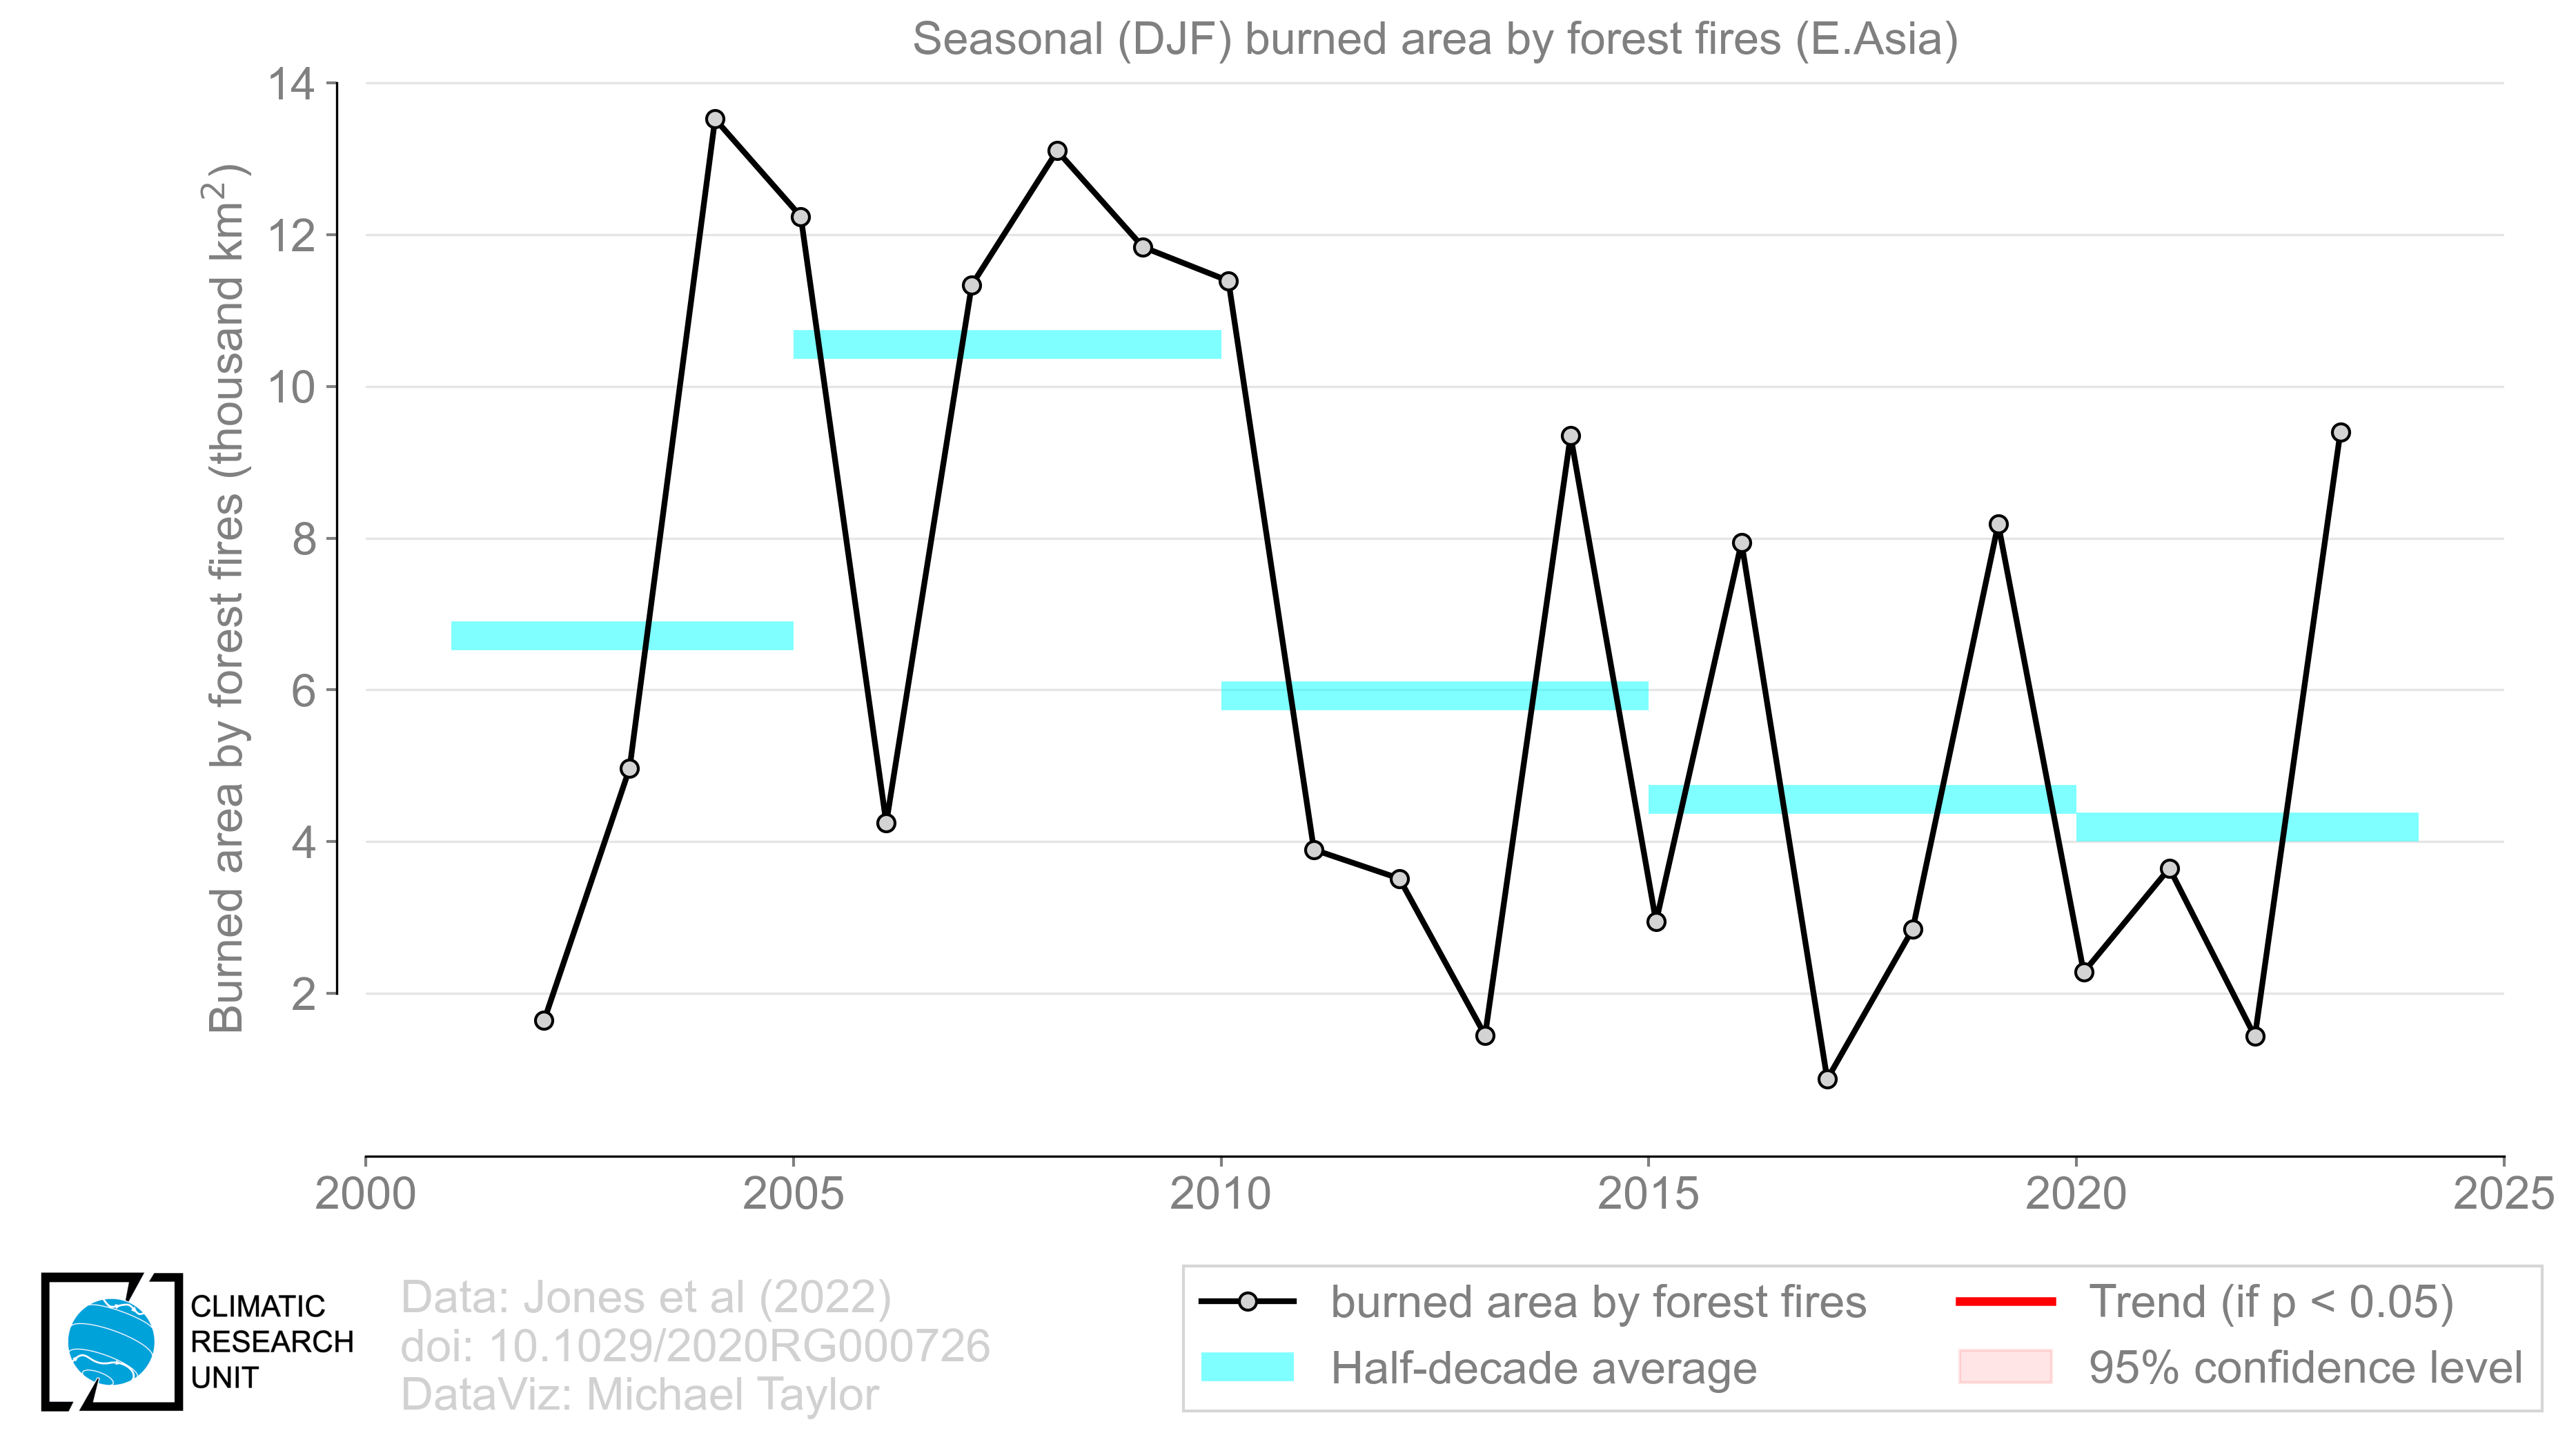 Seasonal (DJF) burned area by forest fires (E.Asia)
Burned area by forest fires (thousand km²)
14
12
10
8
6
4
2
2000 2005 2010 2015 2020 2025
CLIMATIC
RESEARCH
UNIT
Data: Jones et al (2022)
doi: 10.1029/2020RG000726
DataViz: Michael Taylor
burned area by forest fires
Half-decade average
Trend (if p < 0.05)
95% confidence level